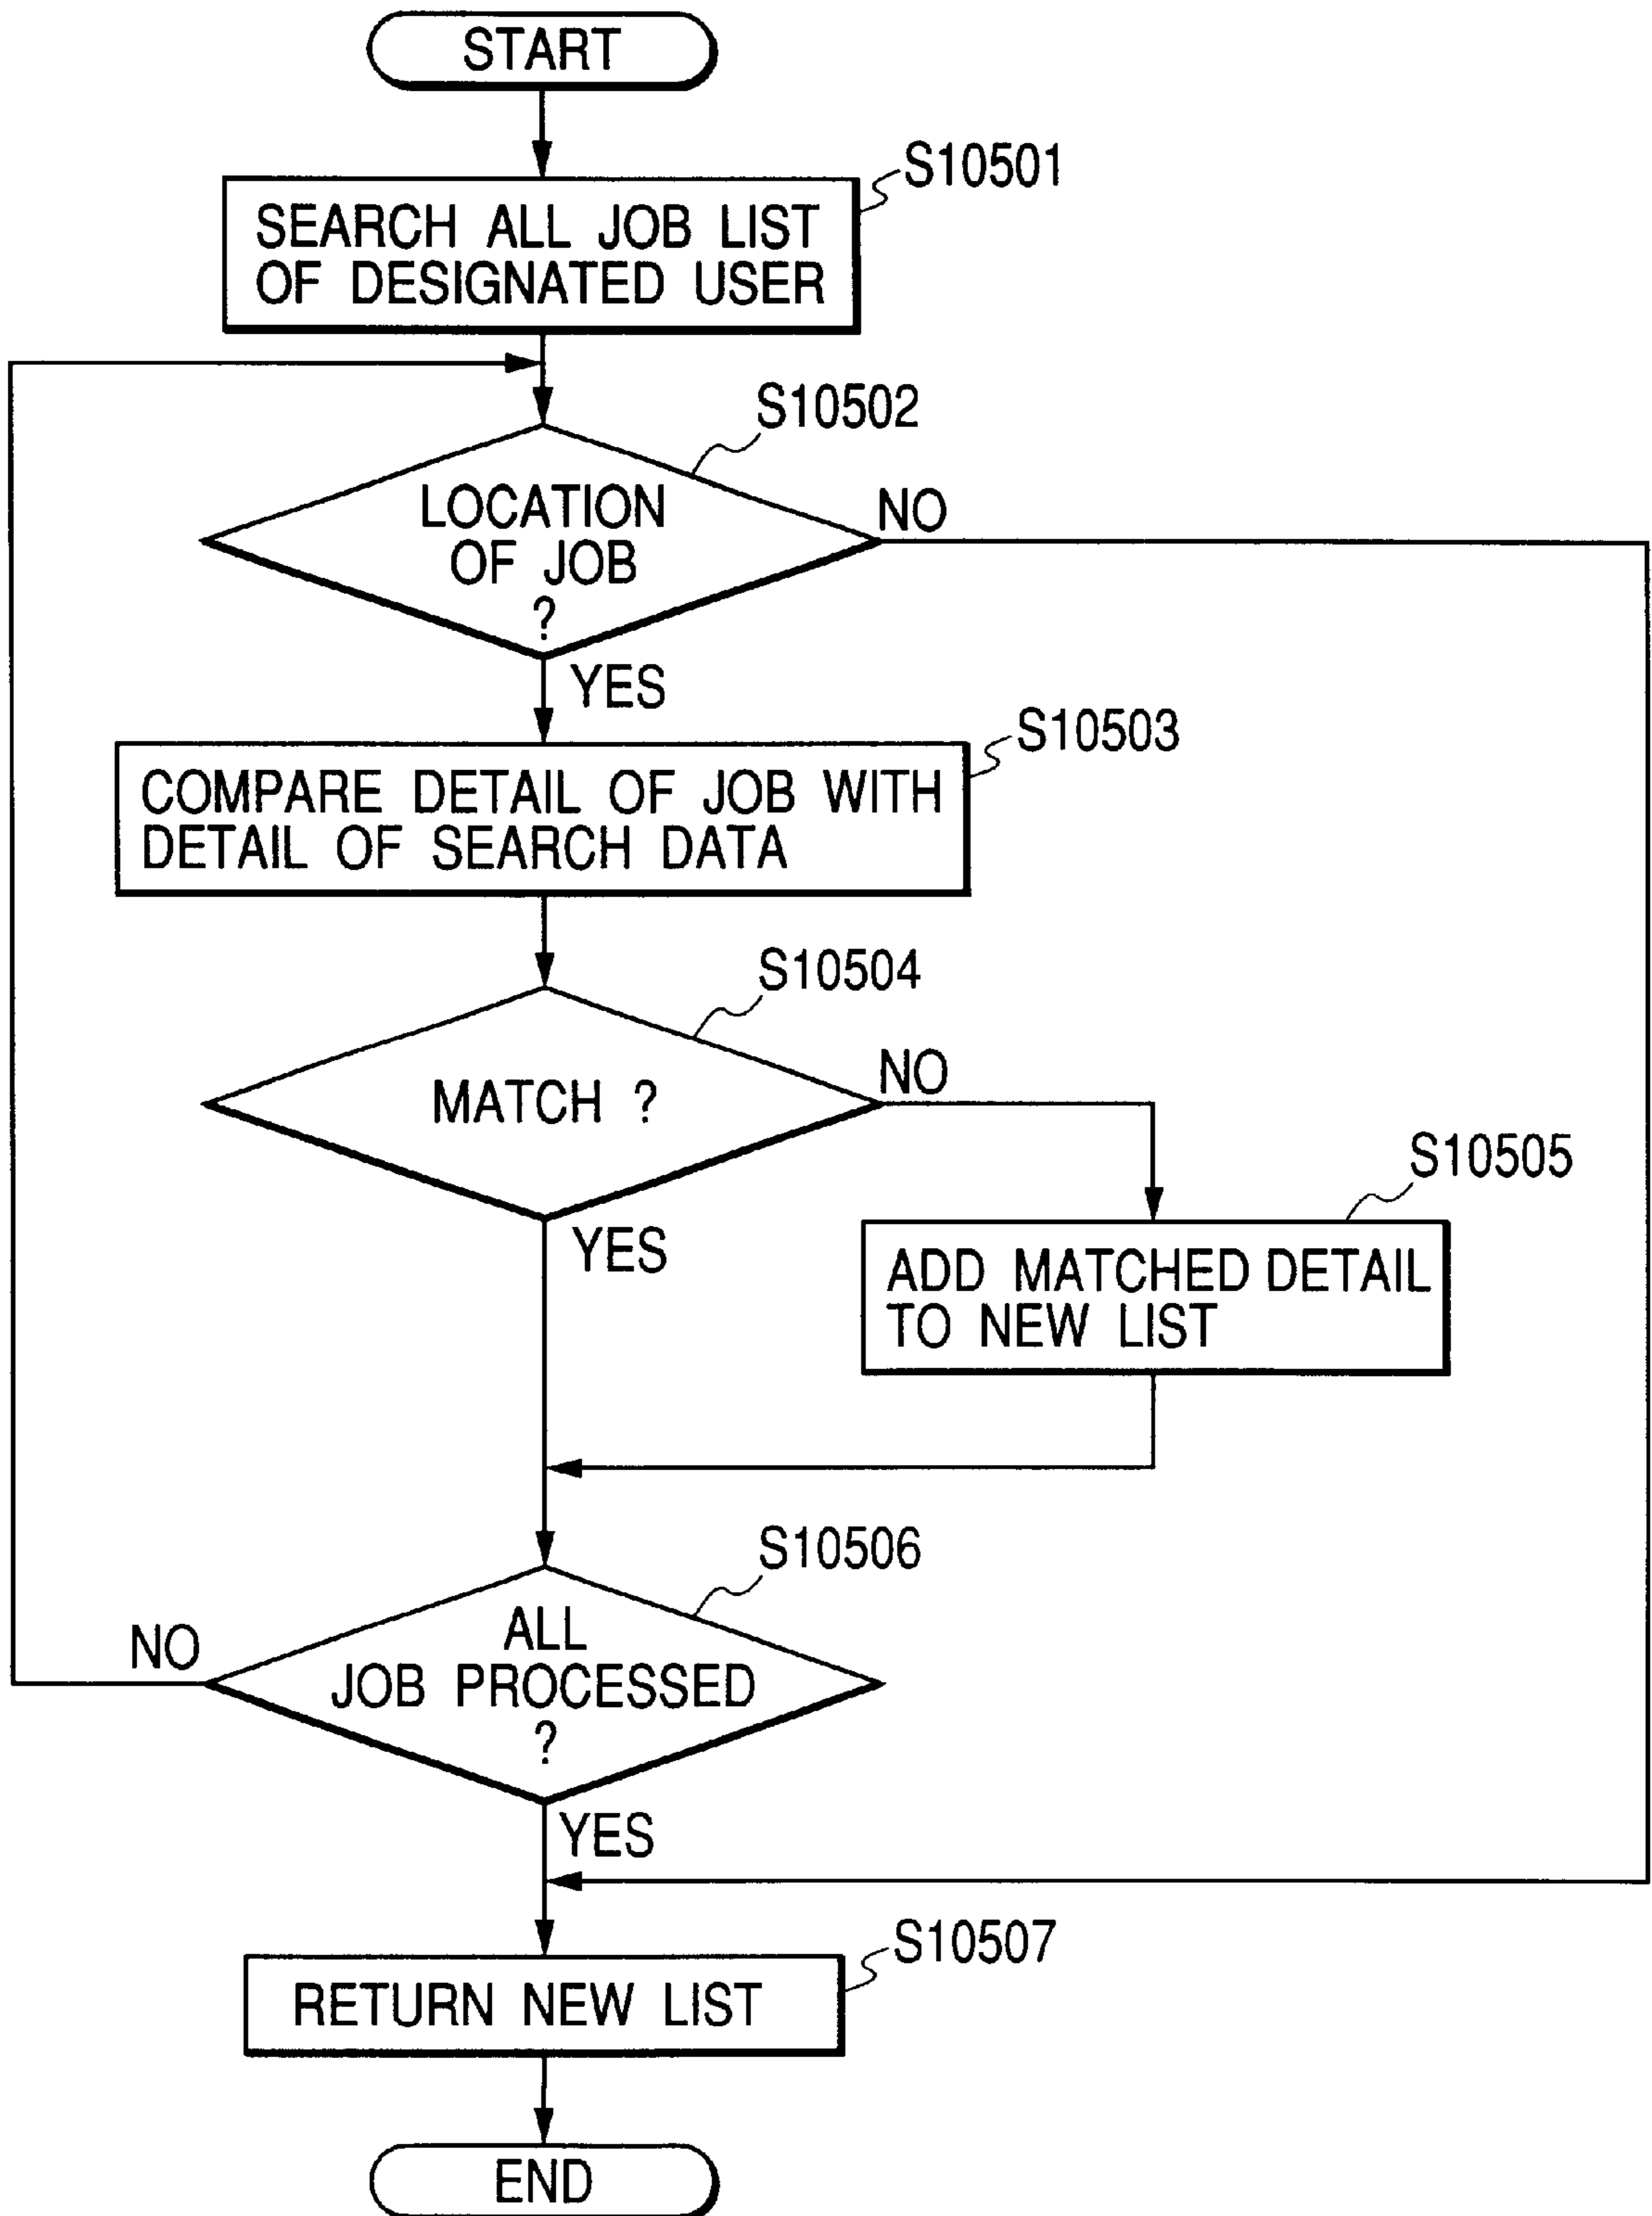 START
S10501
SEARCH ALL JOB LIST
OF DESIGNATED USER
S10502
LOCATION
OF JOB
?
NO
YES
S10503
COMPARE DETAIL OF JOB WITH
DETAIL OF SEARCH DATA
S10504
MATCH ?
NO
YES
S10505
ADD MATCHED DETAIL
TO NEW LIST
S10506
ALL
JOB PROCESSED
?
NO
YES
S10507
RETURN NEW LIST
END